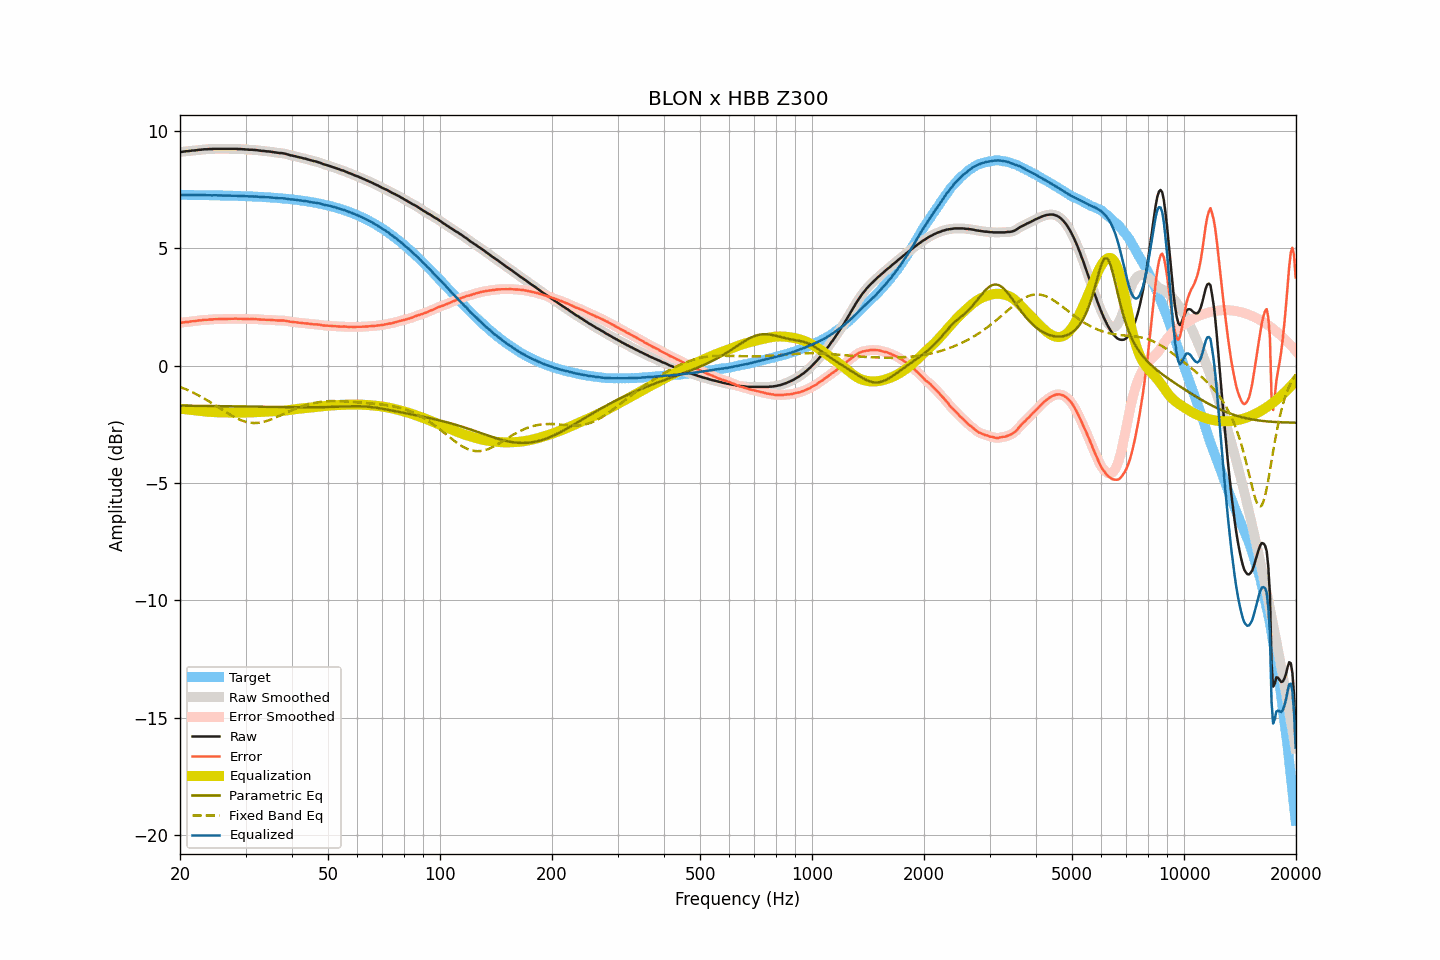 BLON x HBB Z300
10
5
0
−5
−10
−15
−20
Amplitude (dBr)
Target
Raw Smoothed
Error Smoothed
Raw
Error
Equalization
Parametric Eq
Fixed Band Eq
Equalized
20 50 100 200 500 1000 2000 5000 10000 20000
Frequency (Hz)